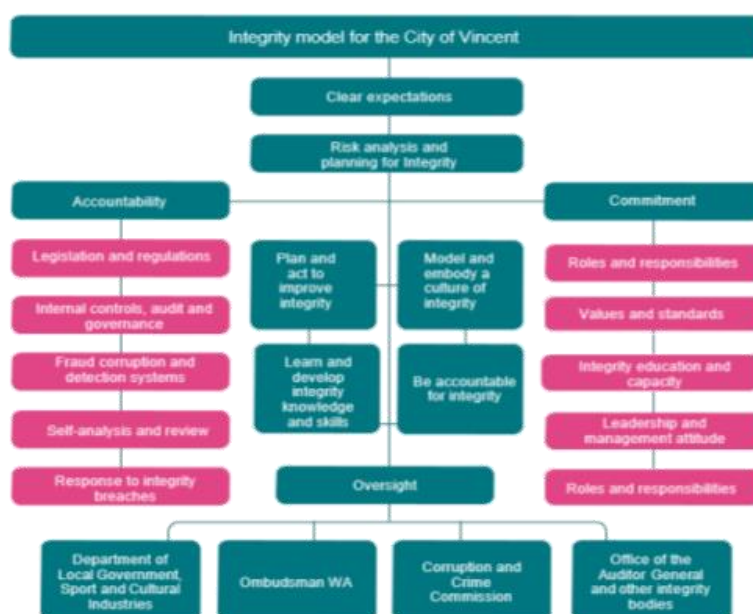 Integrity model for the City of Vincent
Clear expectations
Risk analysis and
planning for Integrity
Accountability
Commitment
Legislation and regulations
Internal controls, audit and
governance
Fraud corruption and
detection systems
Self-analysis and review
Response to integrity
breaches
Plan and
act to
improve
integrity
Model and
embody a
culture of
integrity
Learn and
develop
integrity
knowledge
and skills
Be accountable
for integrity
Roles and responsibilities
Values and standards
Integrity education and
capacity
Leadership and
management attitude
Roles and responsibilities
Oversight
Department of
Local Government,
Sport and Cultural
Industries
Ombudsman WA
Corruption and
Crime
Commission
Office of the
Auditor General
and other integrity
bodies